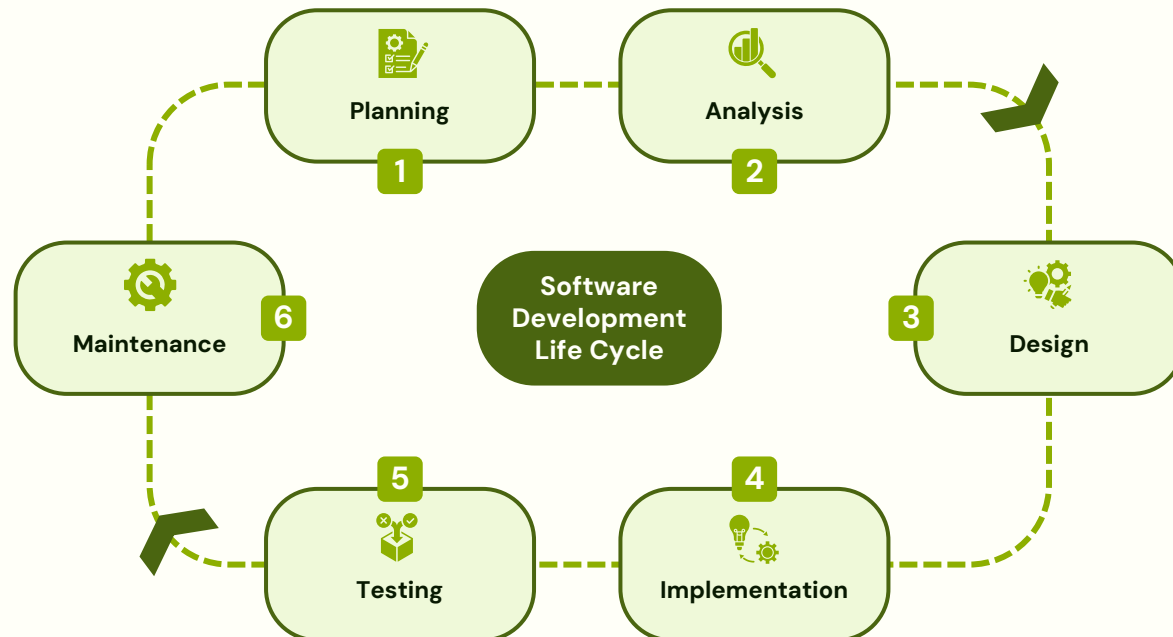 Planning
1
Analysis
2
Software
Development
Life Cycle
3
Design
4
Implementation
5
Testing
6
Maintenance